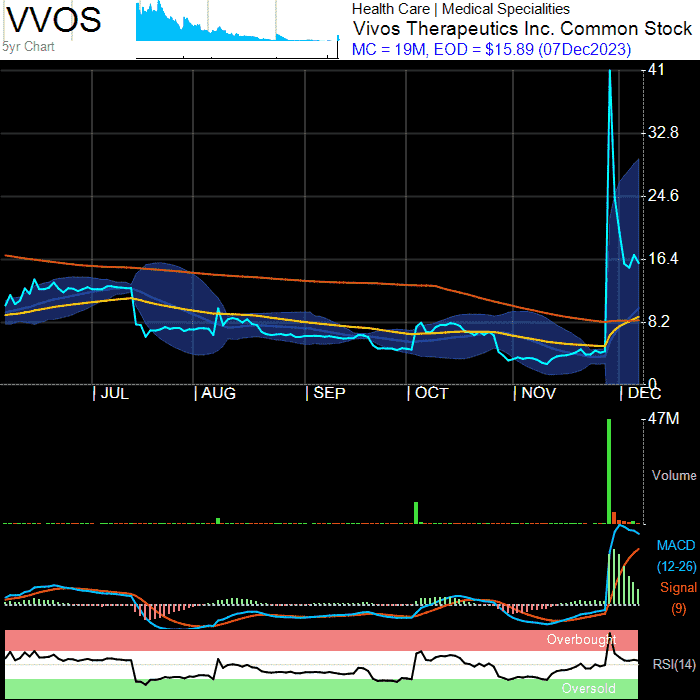 VVOS
5yr Chart
Health Care | Medical Specialities
Vivos Therapeutics Inc. Common Stock
MC = 19M, EOD = $15.89 (07Dec2023)
41
32.8
24.6
16.4
8.2
0
JUL
AUG
SEP
OCT
NOV
DEC
47M
Volume
MACD
(12-26)
Signal
(9)
Overbought
RSI(14)
Oversold